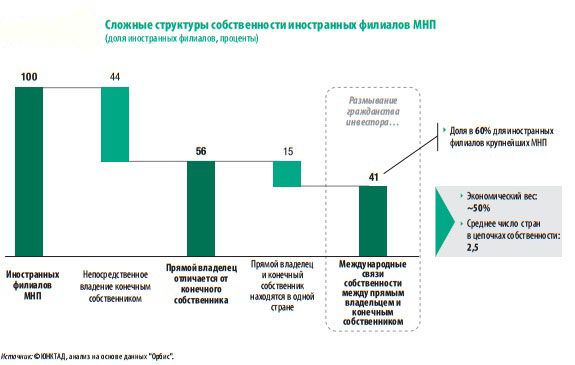 Сложные структуры собственности иностранных филиалов МНП
(доля иностранных филиалов, проценты)
100
44
56
15
41
Размывание
гражданства
инвестора…
Доля в 60% для иностранных
филиалов крупнейших МНП
Экономический вес:
~50%
Среднее число стран
в цепочках собственности:
2,5
Иностранных
филиалов
МНП
Непосредственное
владение конечным
собственником
Прямой владелец
отличается от
конечного
собственника
Прямой владелец
и конечный
собственник
находятся в одной
стране
Международные
связи
собственности
между прямым
владельцем и
конечным
собственником
Источник: © ЮНКТАД, анализ на основе данных "Орбис".